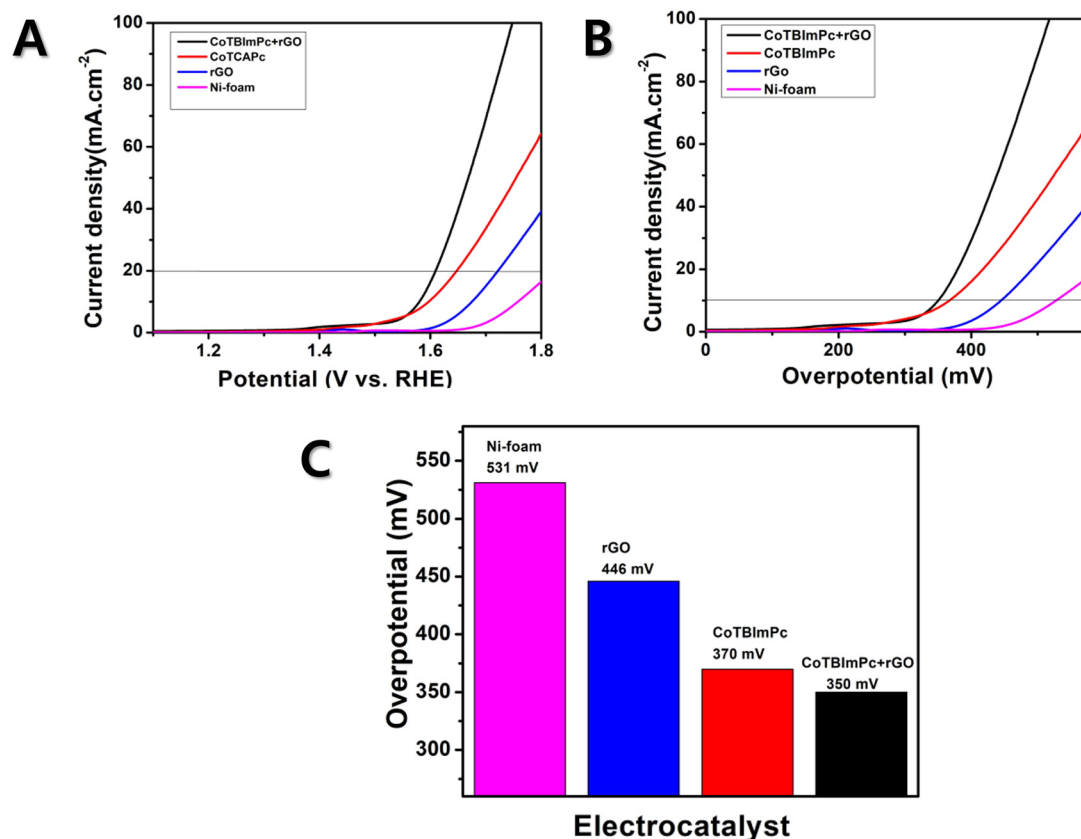 A
CoTBImPc+rGO
CoTCAPc
rGO
Ni-foam
Current density(mA.cm-2)
100
80
60
40
20
0
1.2
1.4
1.6
1.8
Potential (V vs. RHE)
B
CoTBImPc+rGO
CoTBImPc
rGo
Ni-foam
Current density(mA.cm-2)
100
80
60
40
20
0
0
200
400
Overpotential (mV)
C
Overpotential (mV)
550
500
450
400
350
300
Ni-foam
531 mV
rGO
446 mV
CoTBImPc
370 mV
CoTBImPc+rGO
350 mV
Electrocatalyst